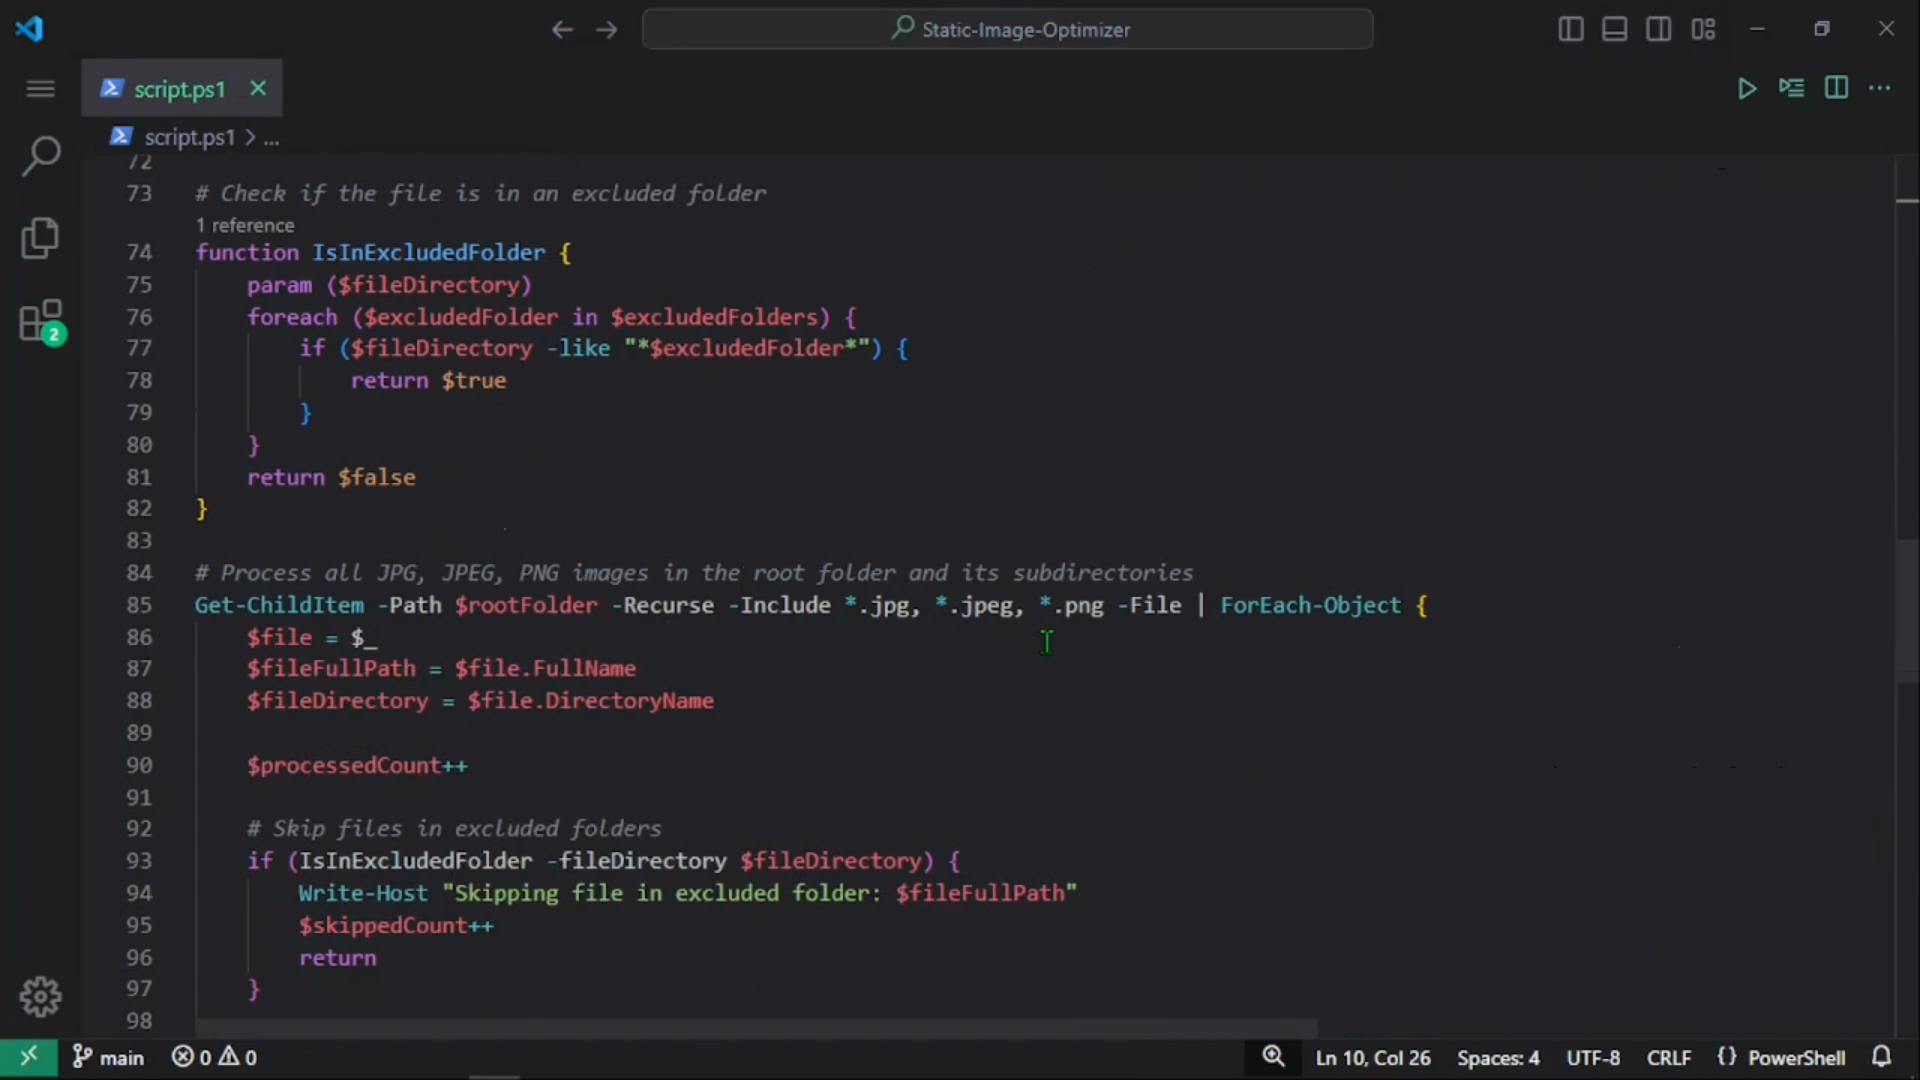 Static-Image-Optimizer
script.ps1
script.ps1 > ...
72
73 # Check if the file is in an excluded folder
1 reference
74 function IsInExcludedFolder {
75 param ($fileDirectory)
76 foreach ($excludedFolder in $excludedFolders) {
77 if ($fileDirectory -like "*$excludedFolder*") {
78 return $true
79 }
80 }
81 return $false
82 }
83
84 # Process all JPG, JPEG, PNG images in the root folder and its subdirectories
85 Get-ChildItem -Path $rootFolder -Recurse -Include *.jpg, *.jpeg, *.png -File | ForEach-Object {
86 $file = $_
87 $fileFullPath = $file.FullName
88 $fileDirectory = $file.DirectoryName
89
90 $processedCount++
91
92 # Skip files in excluded folders
93 if (IsInExcludedFolder -fileDirectory $fileDirectory) {
94 Write-Host "Skipping file in excluded folder: $fileFullPath"
95 $skippedCount++
96 return
97 }
98
2
main 0 0 Ln 10, Col 26 Spaces: 4 UTF-8 CRLF {} PowerShell